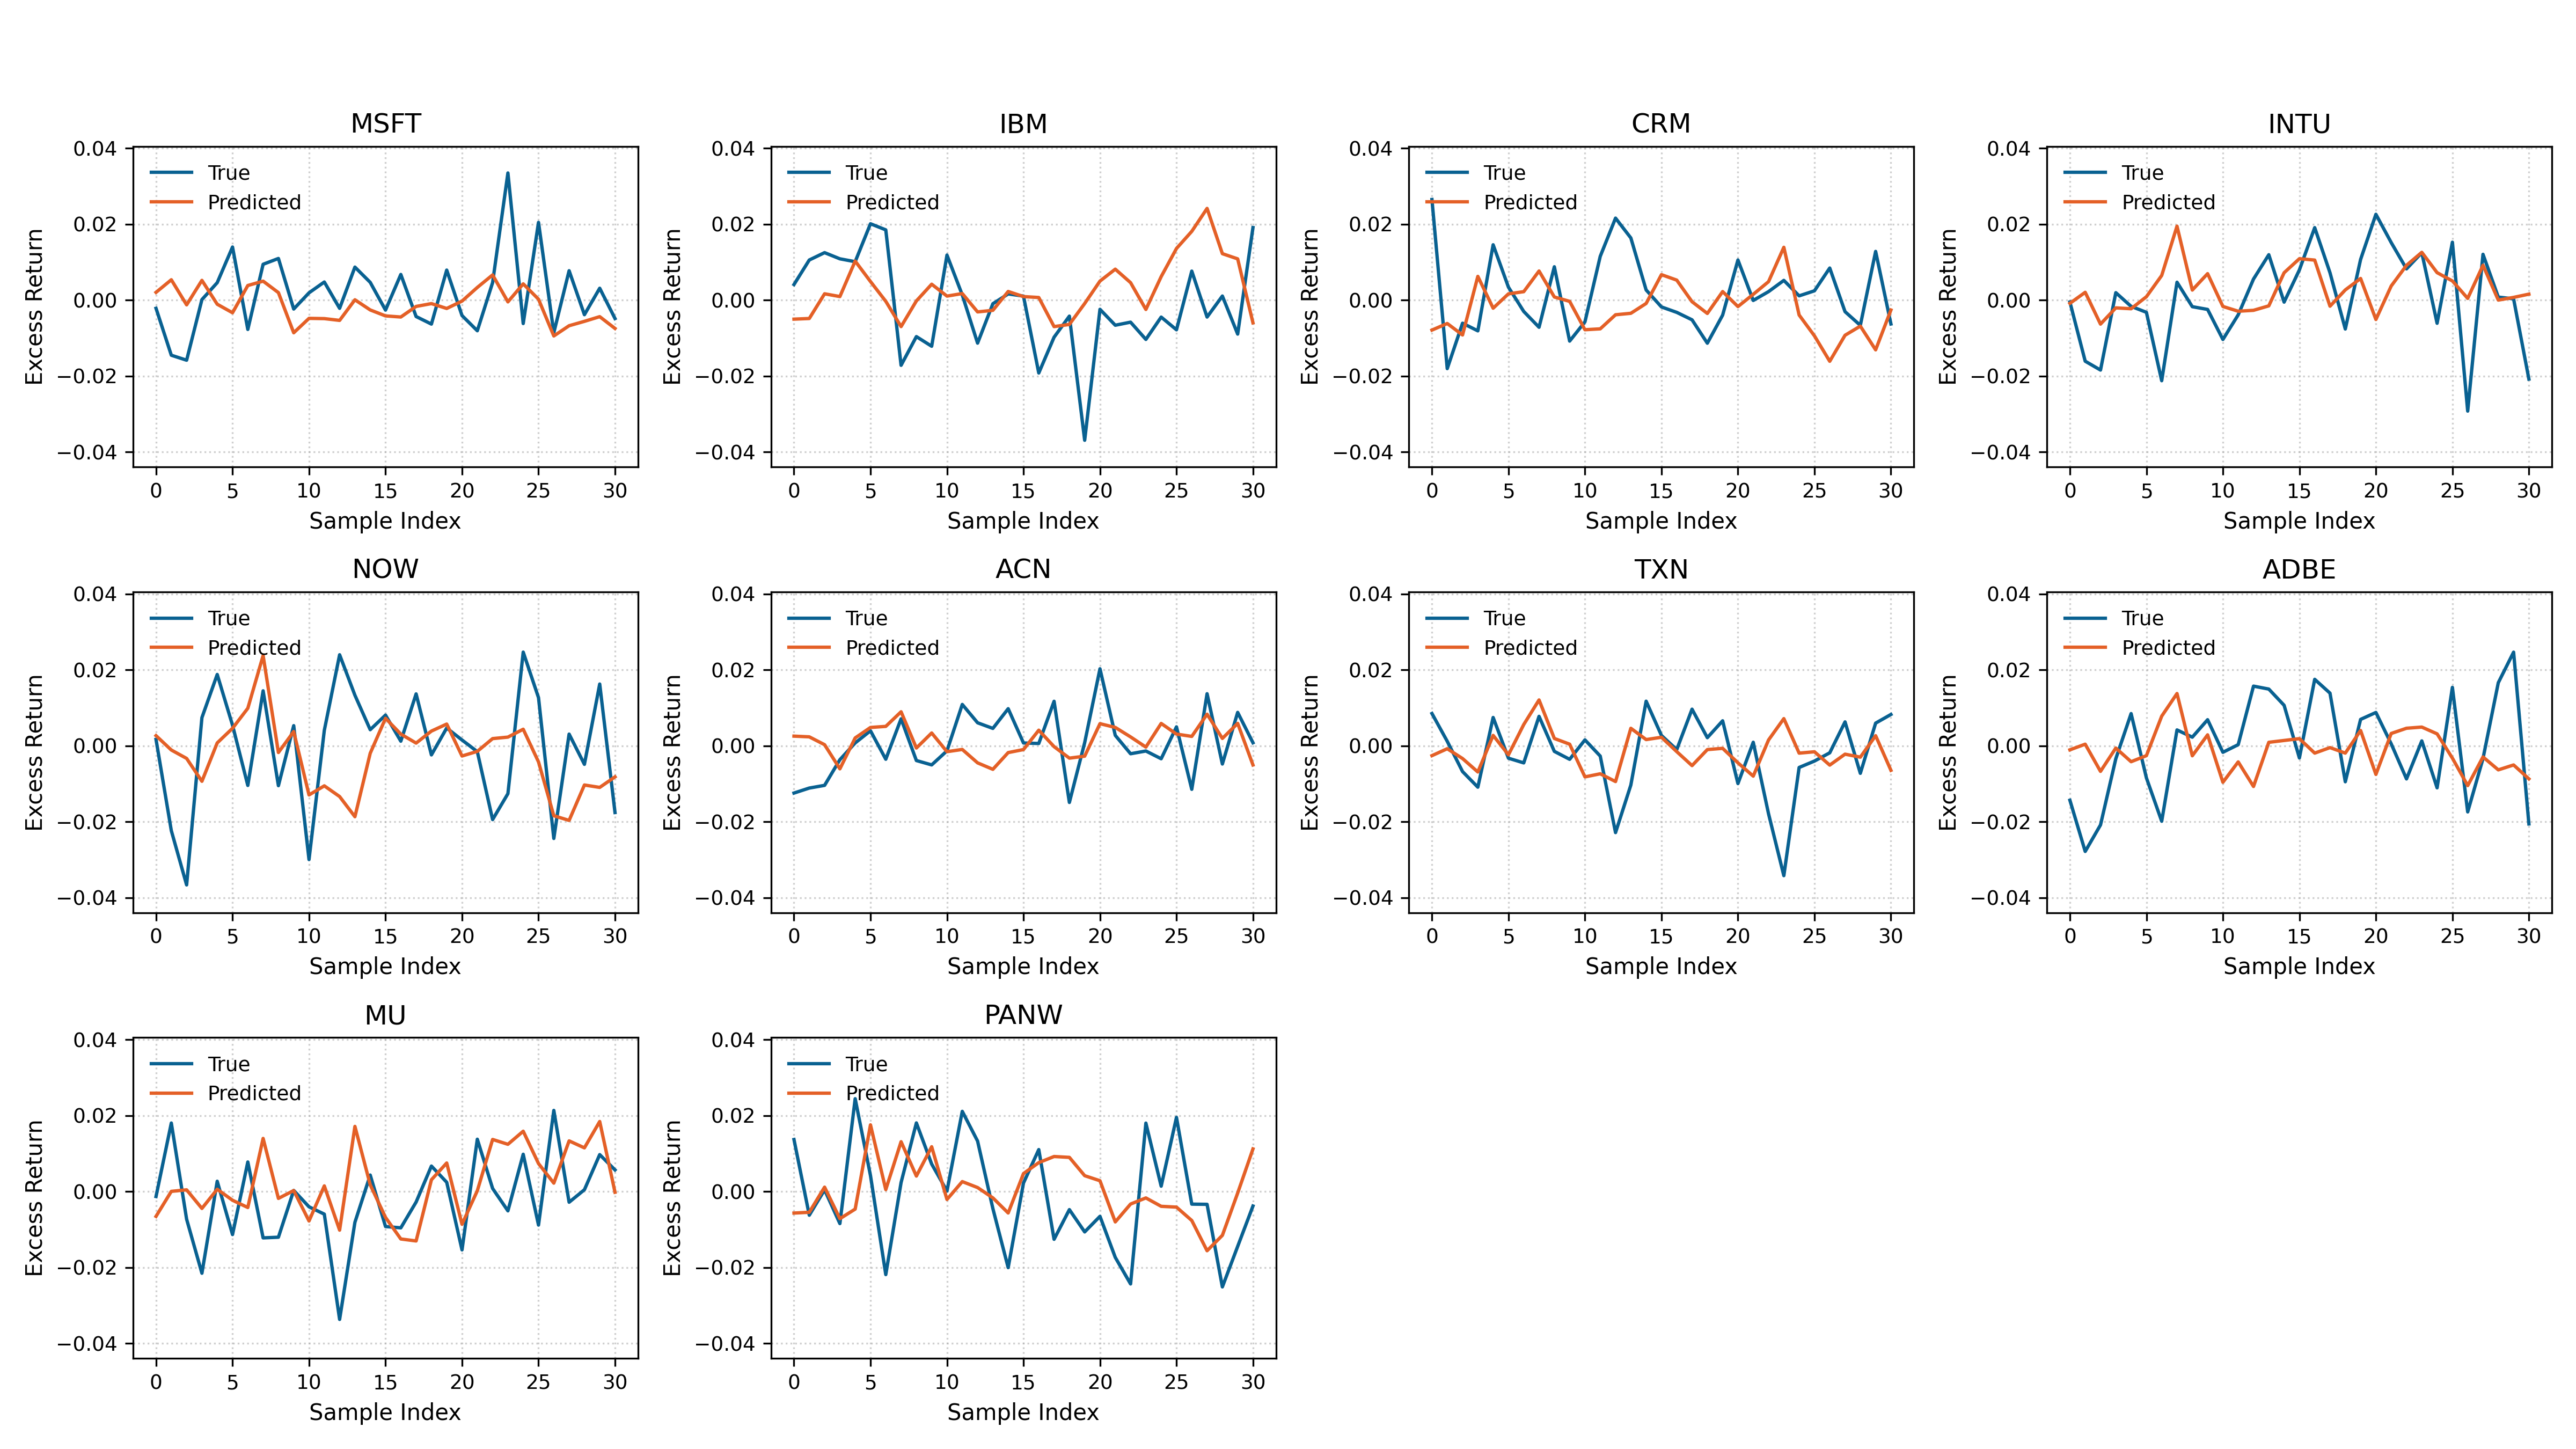 MSFT
0.04
0.02
0.00
−0.02
−0.04
Excess Return
True
Predicted
0 5 10 15 20 25 30
Sample Index
IBM
0.04
0.02
0.00
−0.02
−0.04
Excess Return
True
Predicted
0 5 10 15 20 25 30
Sample Index
CRM
0.04
0.02
0.00
−0.02
−0.04
Excess Return
True
Predicted
0 5 10 15 20 25 30
Sample Index
INTU
0.04
0.02
0.00
−0.02
−0.04
Excess Return
True
Predicted
0 5 10 15 20 25 30
Sample Index
NOW
0.04
0.02
0.00
−0.02
−0.04
Excess Return
True
Predicted
0 5 10 15 20 25 30
Sample Index
ACN
0.04
0.02
0.00
−0.02
−0.04
Excess Return
True
Predicted
0 5 10 15 20 25 30
Sample Index
TXN
0.04
0.02
0.00
−0.02
−0.04
Excess Return
True
Predicted
0 5 10 15 20 25 30
Sample Index
ADBE
0.04
0.02
0.00
−0.02
−0.04
Excess Return
True
Predicted
0 5 10 15 20 25 30
Sample Index
MU
0.04
0.02
0.00
−0.02
−0.04
Excess Return
True
Predicted
0 5 10 15 20 25 30
Sample Index
PANW
0.04
0.02
0.00
−0.02
−0.04
Excess Return
True
Predicted
0 5 10 15 20 25 30
Sample Index